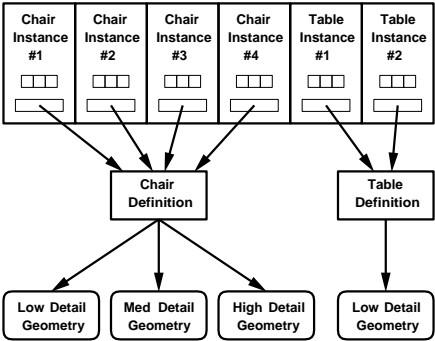 Chair Instance #1
Chair Instance #2
Chair Instance #3
Chair Instance #4
Table Instance #1
Table Instance #2
Chair Definition
Table Definition
Low Detail Geometry
Med Detail Geometry
High Detail Geometry
Low Detail Geometry